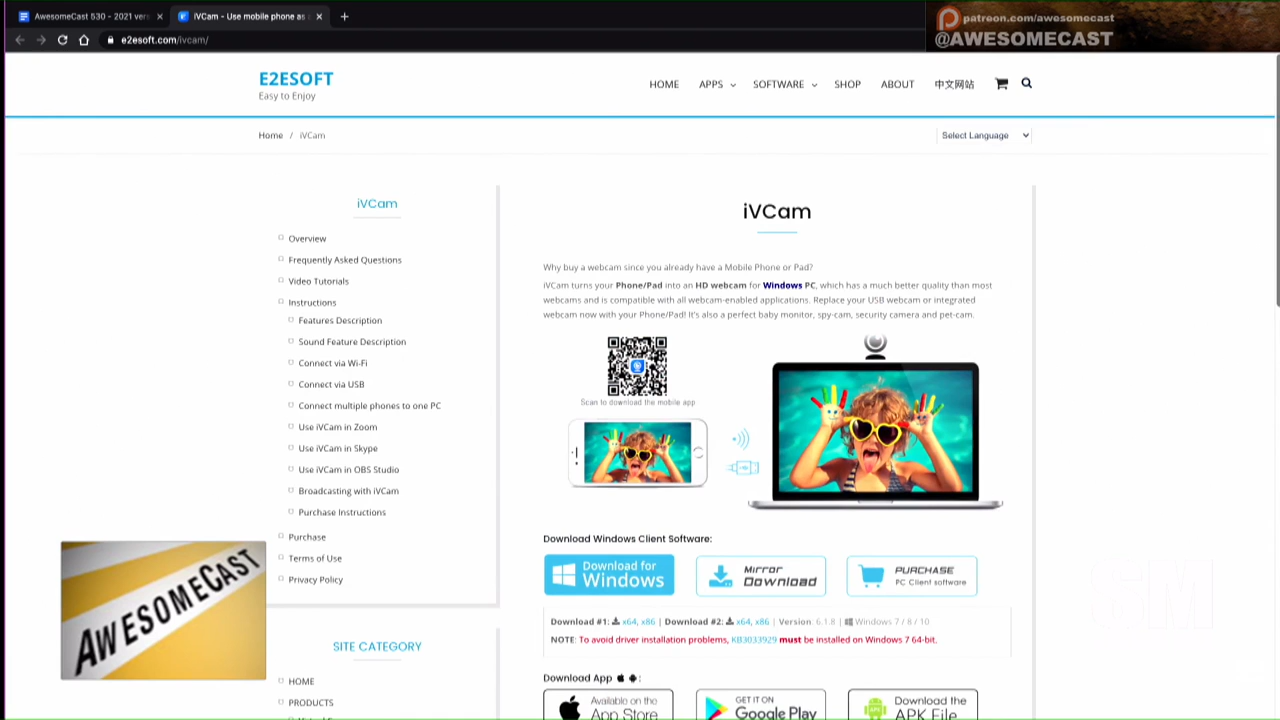 AwesomeCast 530 - 2021 vers
iVCam - Use mobile phone as
patreon.com/awesomecast
@AWESOMECAST
e2esoft.com/ivcam/
E2ESOFT
Easy to Enjoy
HOME APPS SOFTWARE SHOP ABOUT 中文网站
Home / iVCam
Select Language
iVCam
Overview
Frequently Asked Questions
Video Tutorials
Instructions
Features Description
Sound Feature Description
Connect via Wi-Fi
Connect via USB
Connect multiple phones to one PC
Use iVCam in Zoom
Use iVCam in Skype
Use iVCam in OBS Studio
Broadcasting with iVCam
Purchase Instructions
Purchase
Terms of Use
Privacy Policy
SITE CATEGORY
HOME
PRODUCTS
iVCam
Why buy a webcam since you already have a Mobile Phone or Pad?
iVCam turns your Phone/Pad into an HD webcam for Windows PC, which has a much better quality than most
webcams and is compatible with all webcam-enabled applications. Replace your USB webcam or integrated
webcam now with your Phone/Pad! It's also a perfect baby monitor, spy-cam, security camera and pet-cam.
Scan to download the mobile app
Download Windows Client Software:
Download for
Windows
Mirror
Download
PURCHASE
PC Client software
Download #1: x64, x86 | Download #2: x64, x86 | Version: 6.1.8 | Windows 7 / 8 / 10
NOTE: To avoid driver installation problems, KB3033929 must be installed on Windows 7 64-bit.
Download App :
Available on the
App Store
GET IT ON
Google Play
Download the
APK File
AWESOMECAST